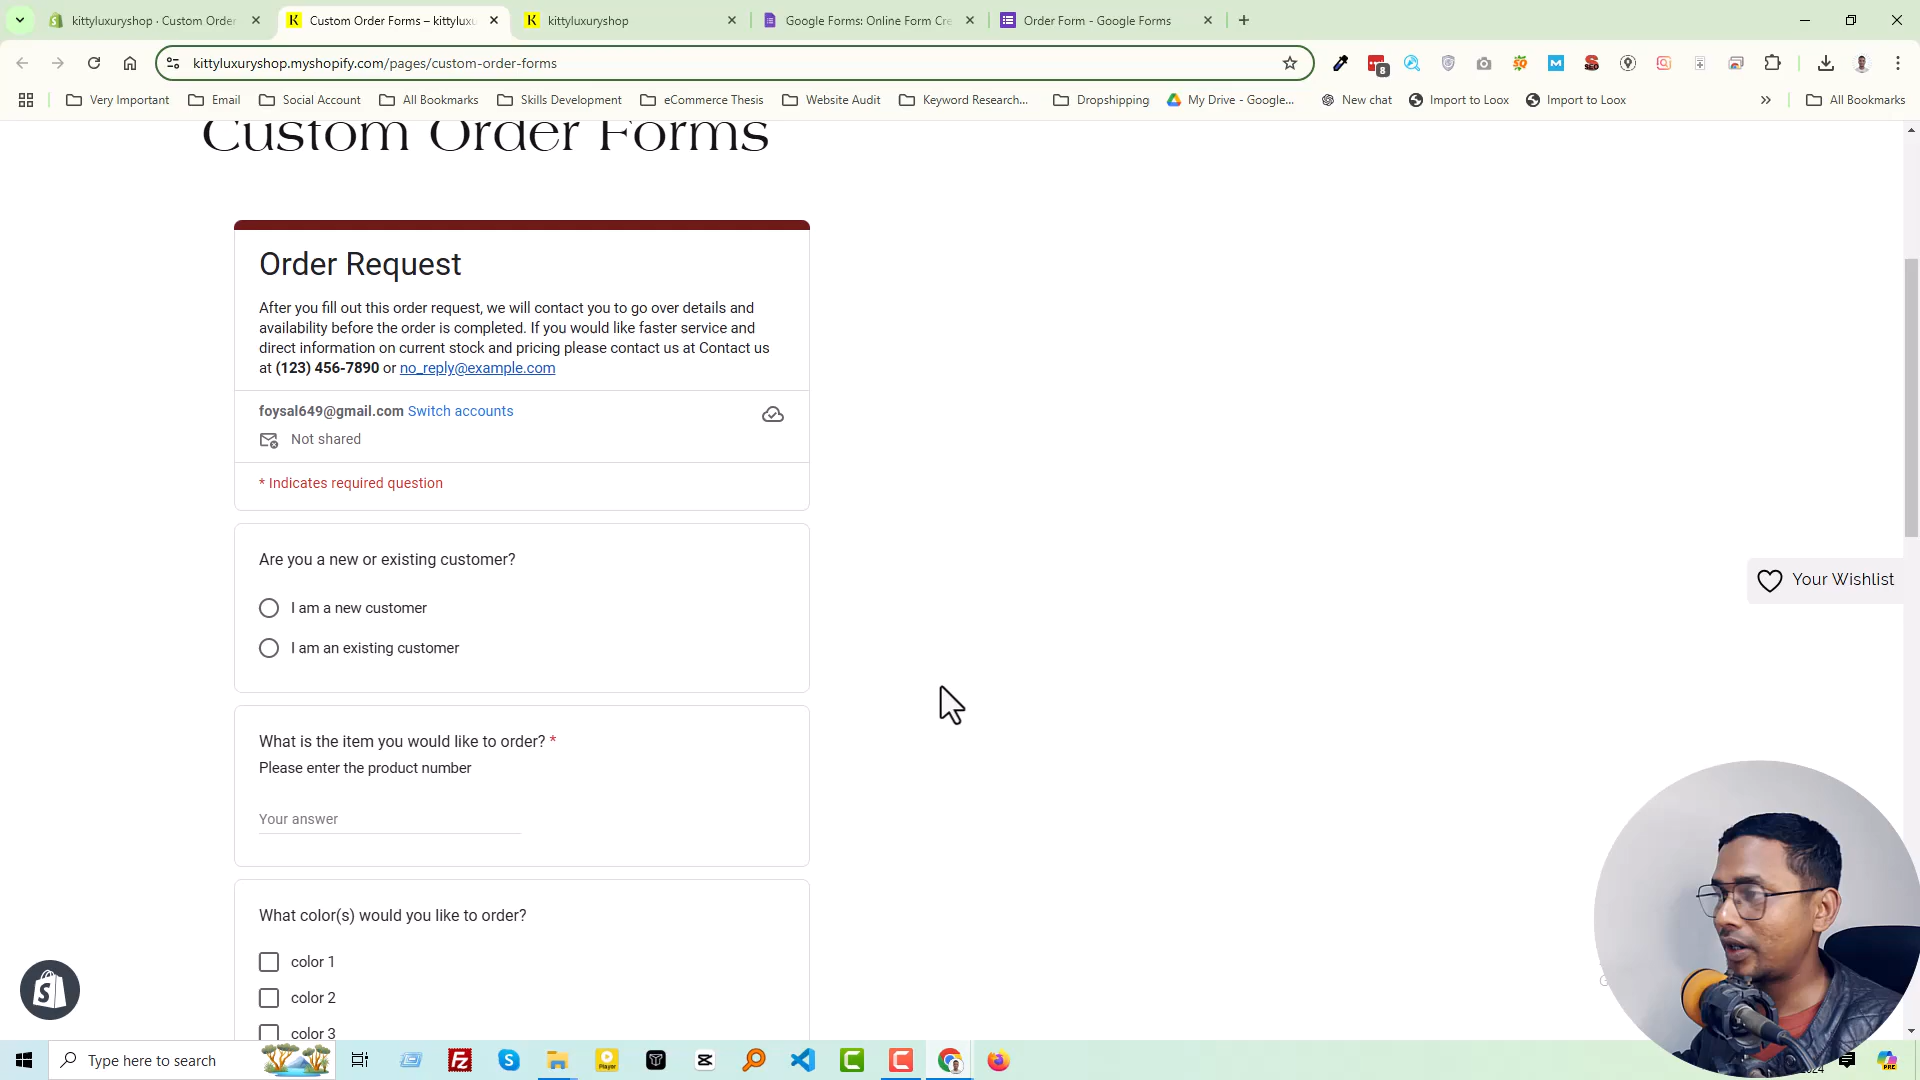 kittyluxuryshop · Custom Order
Custom Order Forms – kittyluxu
kittyluxuryshop
Google Forms: Online Form Cre
Order Form - Google Forms
kittyluxuryshop.myshopify.com/pages/custom-order-forms
8
Very Important
Email
Social Account
All Bookmarks
Skills Development
eCommerce Thesis
Website Audit
Keyword Research...
Dropshipping
My Drive - Google...
New chat
Import to Loox
Import to Loox
All Bookmarks
Custom Order Forms
Order Request
After you fill out this order request, we will contact you to go over details and
availability before the order is completed. If you would like faster service and
direct information on current stock and pricing please contact us at Contact us
at (123) 456-7890 or no_reply@example.com
foysal649@gmail.com Switch accounts
Not shared
* Indicates required question
Are you a new or existing customer?
I am a new customer
I am an existing customer
Your Wishlist
What is the item you would like to order? *
Please enter the product number
Your answer
What color(s) would you like to order?
color 1
color 2
color 3
Type here to search